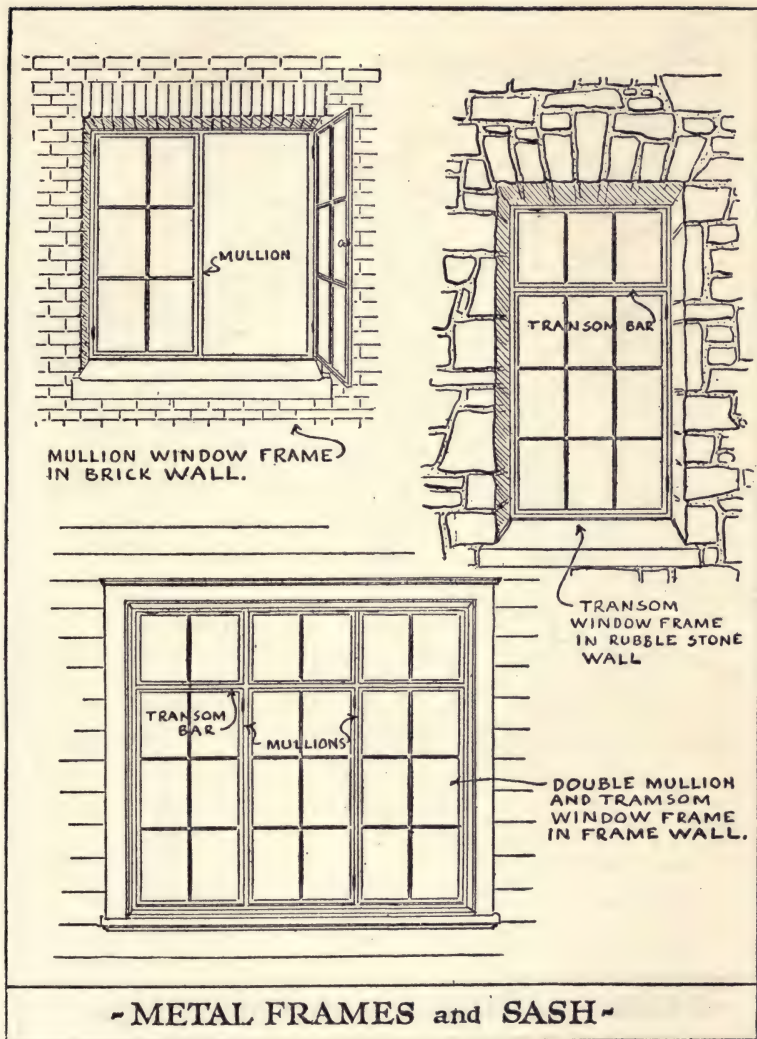 MULLION
MULLION WINDOW FRAME
IN BRICK WALL.
TRANSOM BAR
TRANSOM
WINDOW FRAME
IN RUBBLE STONE
WALL
TRANSOM
BAR
MULLIONS
DOUBLE MULLION
AND TRAMSOM
WINDOW FRAME
IN FRAME WALL.
~METAL FRAMES and SASH~